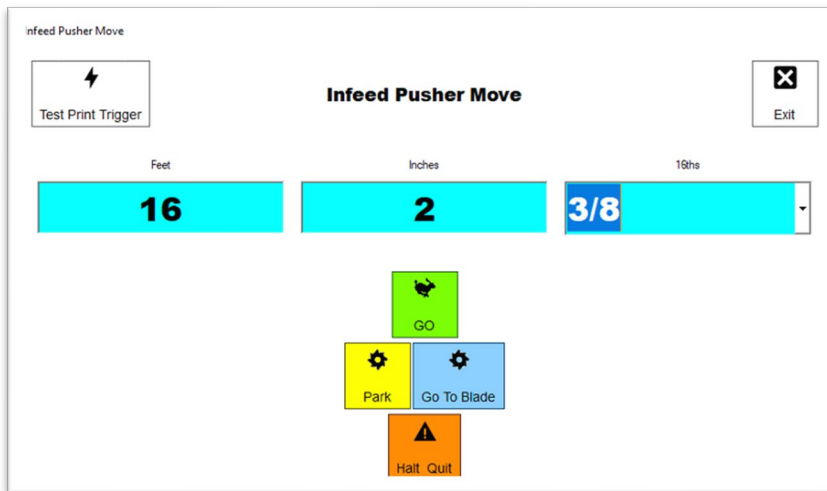 Infeed Pusher Move
Test Print Trigger
Infeed Pusher Move
Exit
Feet
Inches
16ths
16
2
3/8
GO
Park
Go To Blade
Halt Quit